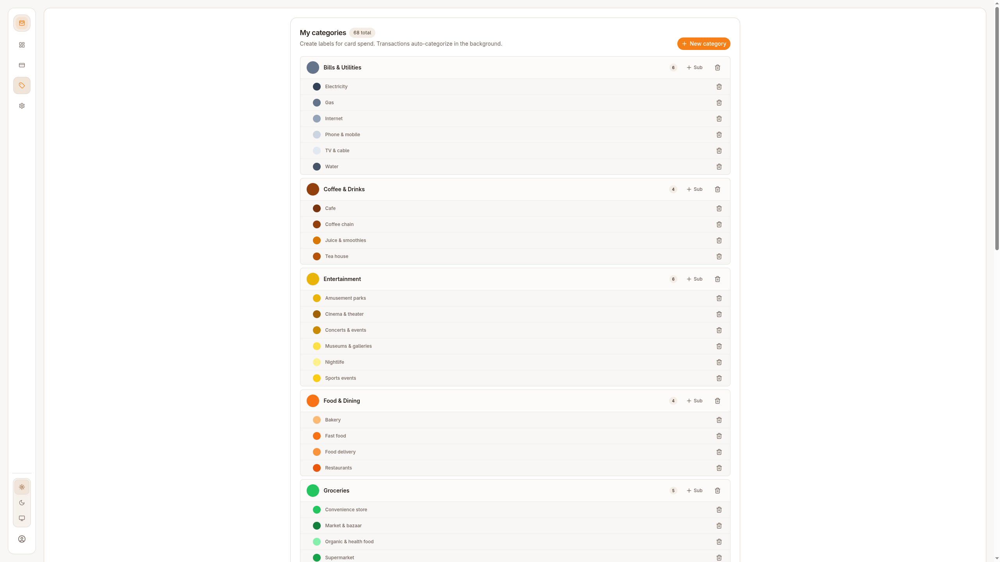 My categories 68 total
Create labels for card spend. Transactions auto-categorize in the background.
New category
Bills & Utilities 6 Sub
Electricity
Gas
Internet
Phone & mobile
TV & cable
Water
Coffee & Drinks 4 Sub
Cafe
Coffee chain
Juice & smoothies
Tea house
Entertainment 6 Sub
Amusement parks
Cinema & theater
Concerts & events
Museums & galleries
Nightlife
Sports events
Food & Dining 4 Sub
Bakery
Fast food
Food delivery
Restaurants
Groceries 5 Sub
Convenience store
Market & bazaar
Organic & health food
Supermarket